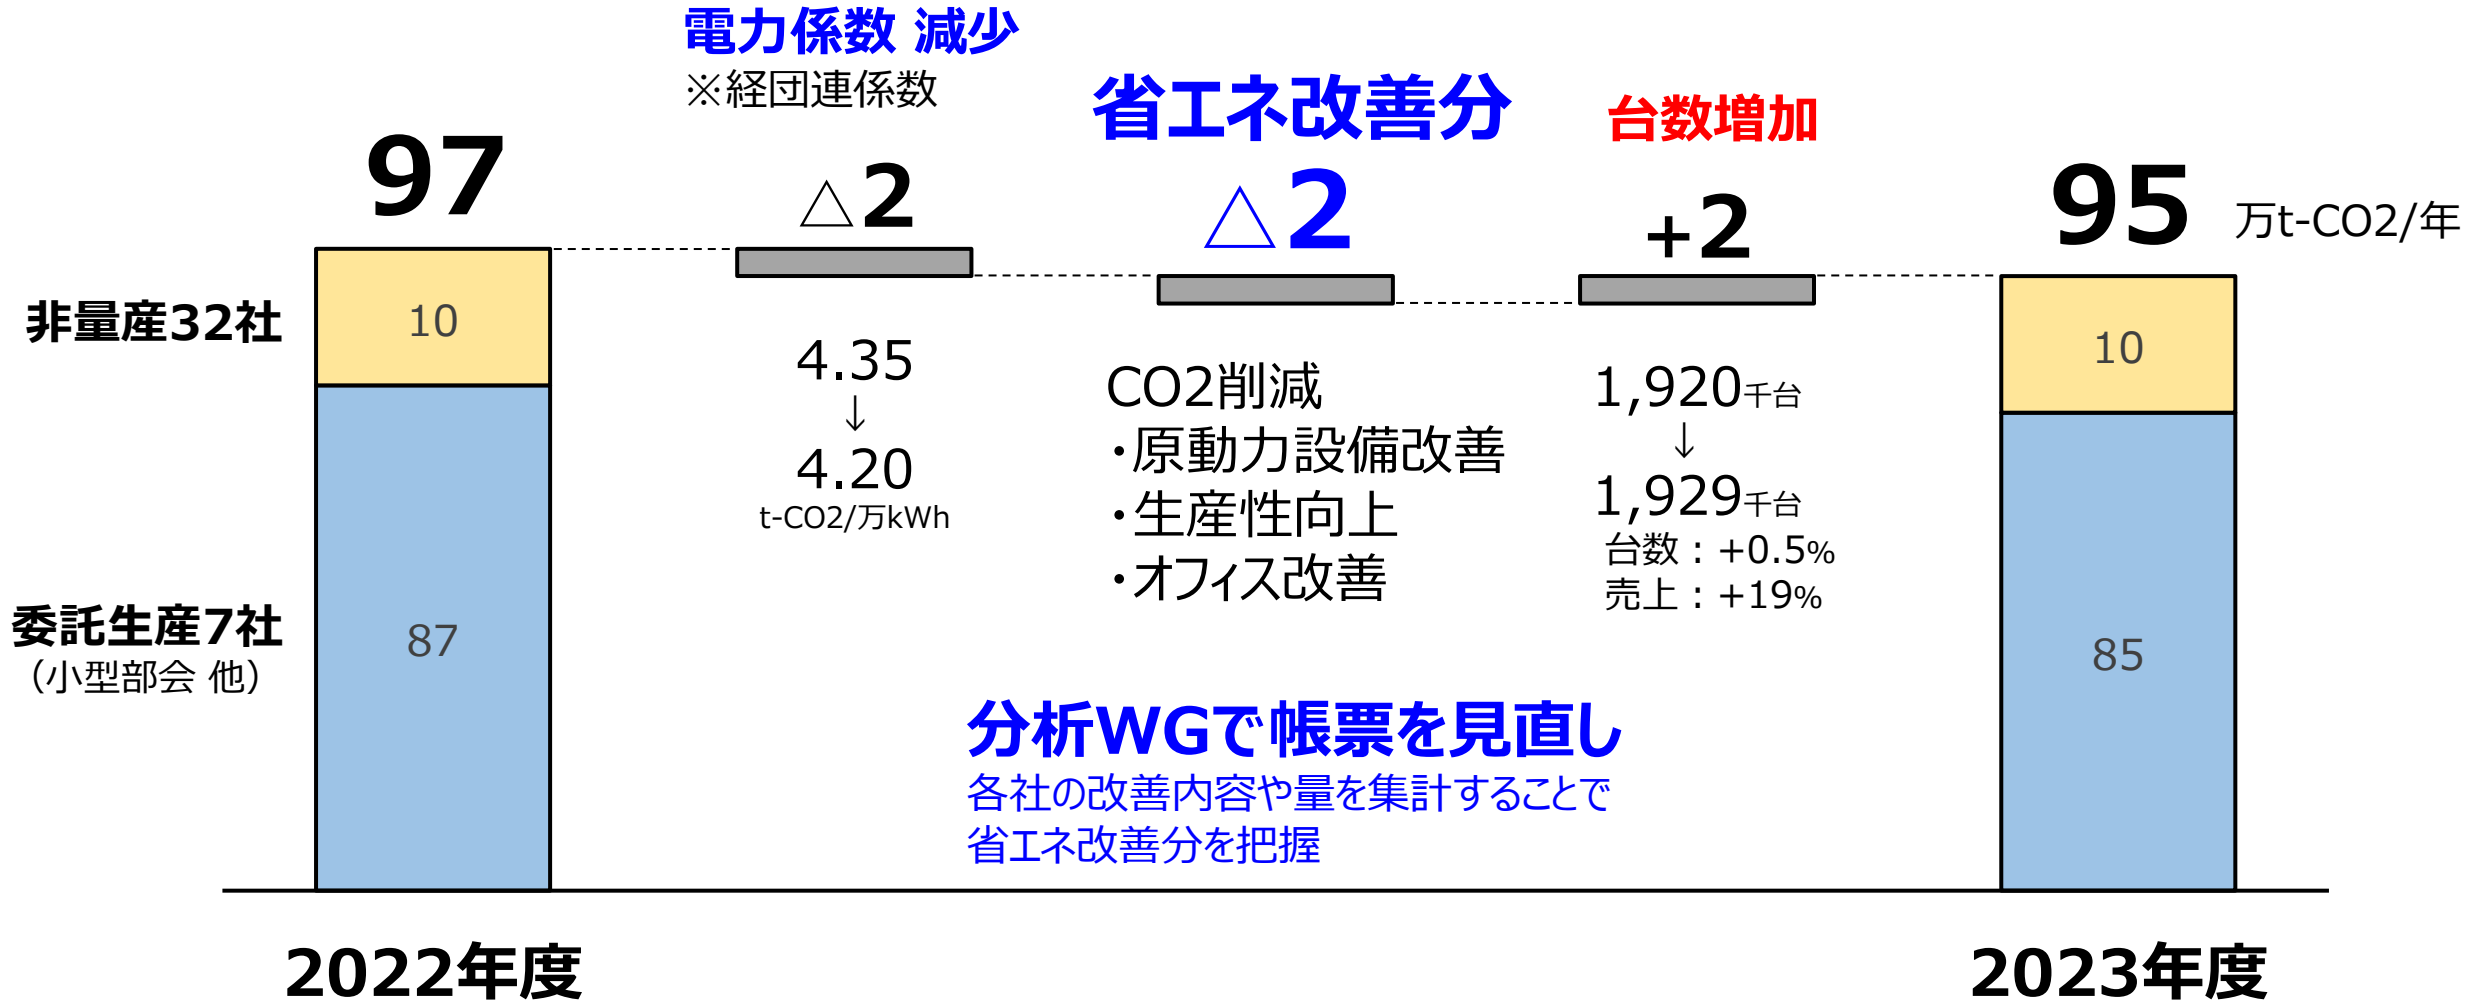 電力係数 減少
※経団連係数
省エネ改善分
台数増加
97
△2
△2
+2
95 万t-CO2/年
非量産32社
10
10
4.35
↓
4.20
t-CO2/万kWh
CO2削減
・原動力設備改善
・生産性向上
・オフィス改善
1,920千台
↓
1,929千台
台数：+0.5%
売上：+19%
委託生産7社
（小型部会 他）
87
85
分析WGで帳票を見直し
各社の改善内容や量を集計することで
省エネ改善分を把握
2022年度
2023年度